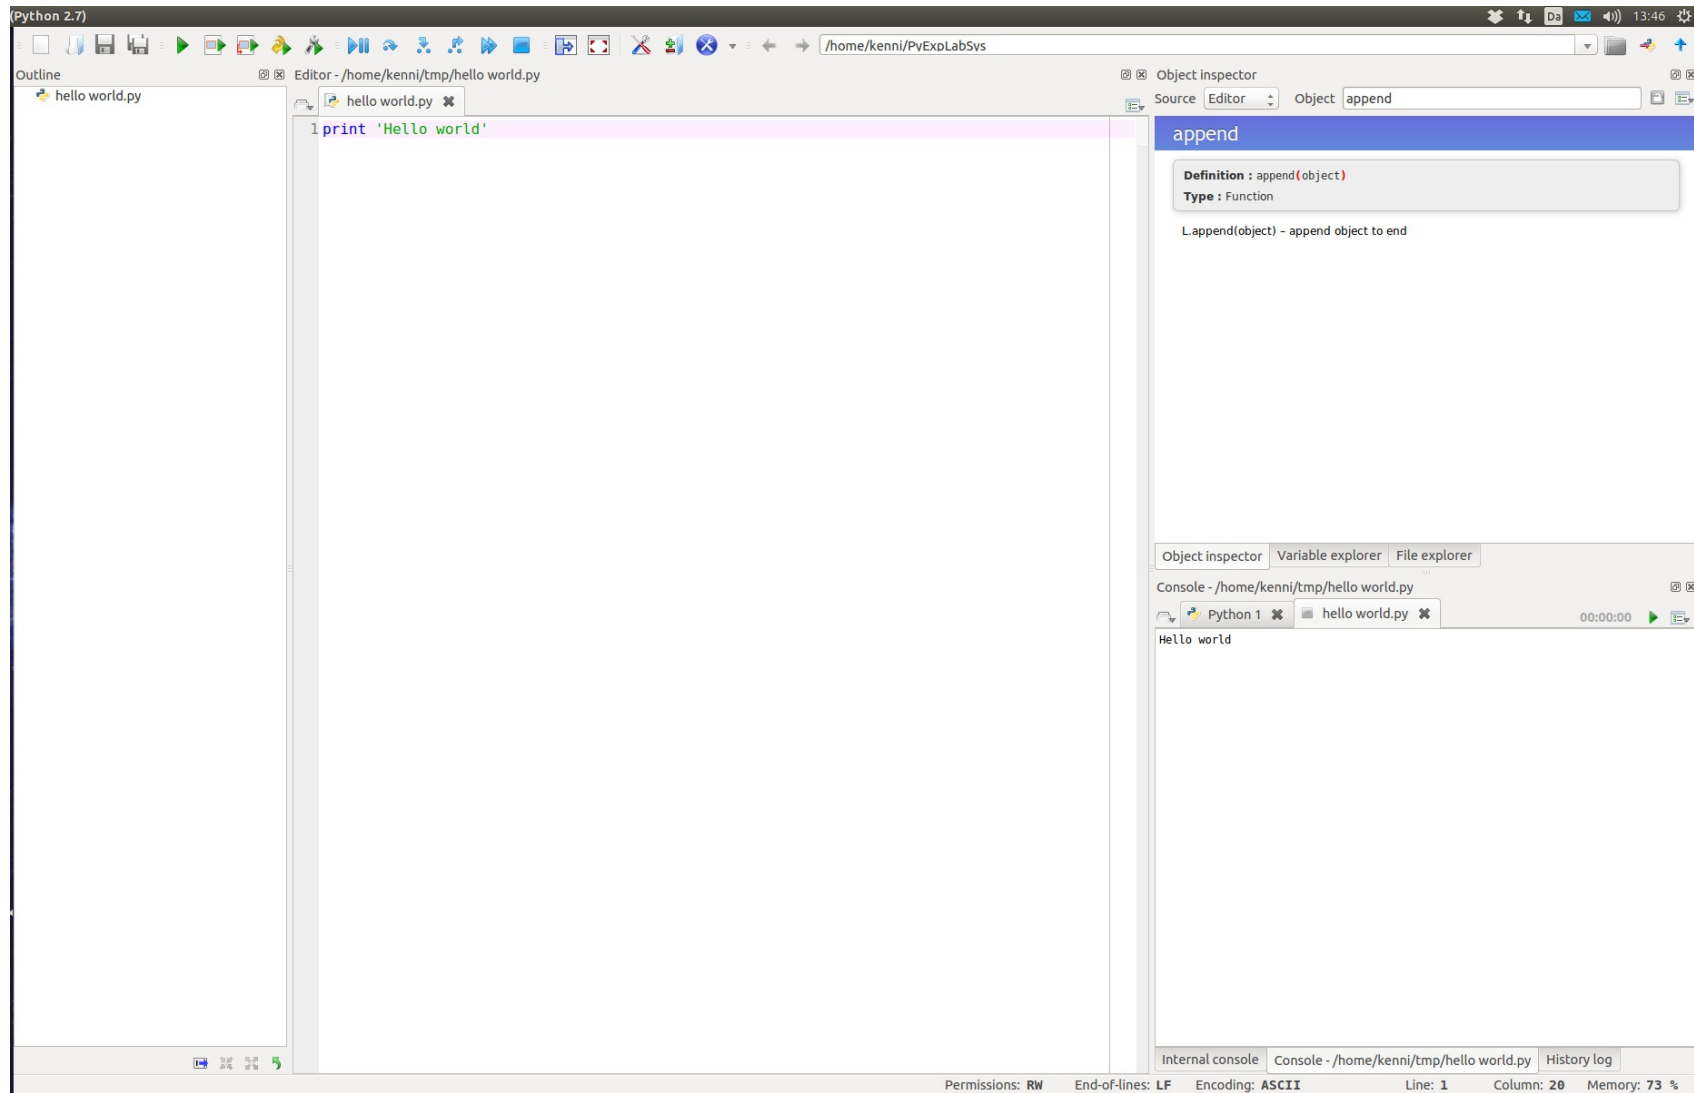 (Python 2.7)
Da
13:46
/home/kenni/PyExpLabSys
Outline
hello world.py
Editor - /home/kenni/tmp/hello world.py
hello world.py
1 print 'Hello world'
Object inspector
Source Editor Object append
append
Definition : append(object)
Type : Function
L.append(object) – append object to end
Object inspector Variable explorer File explorer
Console - /home/kenni/tmp/hello world.py
Python 1 hello world.py 00:00:00
Hello world
Internal console Console - /home/kenni/tmp/hello world.py History log
Permissions: RW End-of-lines: LF Encoding: ASCII Line: 1 Column: 20 Memory: 73 %